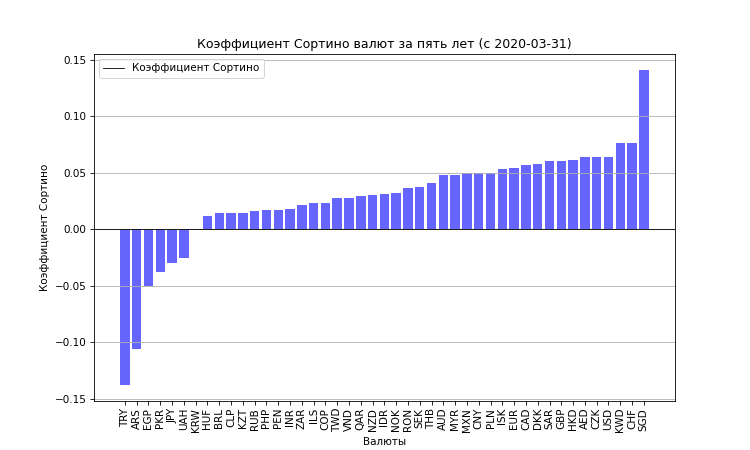 Коэффициент Сортино валют за пять лет (с 2020-03-31)
Коэффициент Сортино
0.15
0.10
0.05
0.00
−0.05
−0.10
−0.15
Коэффициент Сортино
TRY
ARS
EGP
PKR
JPY
UAH
KRW
HUF
BRL
CLP
KZT
RUB
PHP
PEN
INR
ZAR
ILS
COP
TWD
VND
QAR
NZD
IDR
NOK
RON
SEK
THB
AUD
MYR
MXN
CNY
PLN
ISK
EUR
CAD
DKK
SAR
GBP
HKD
AED
CZK
USD
KWD
CHF
SGD
Валюты